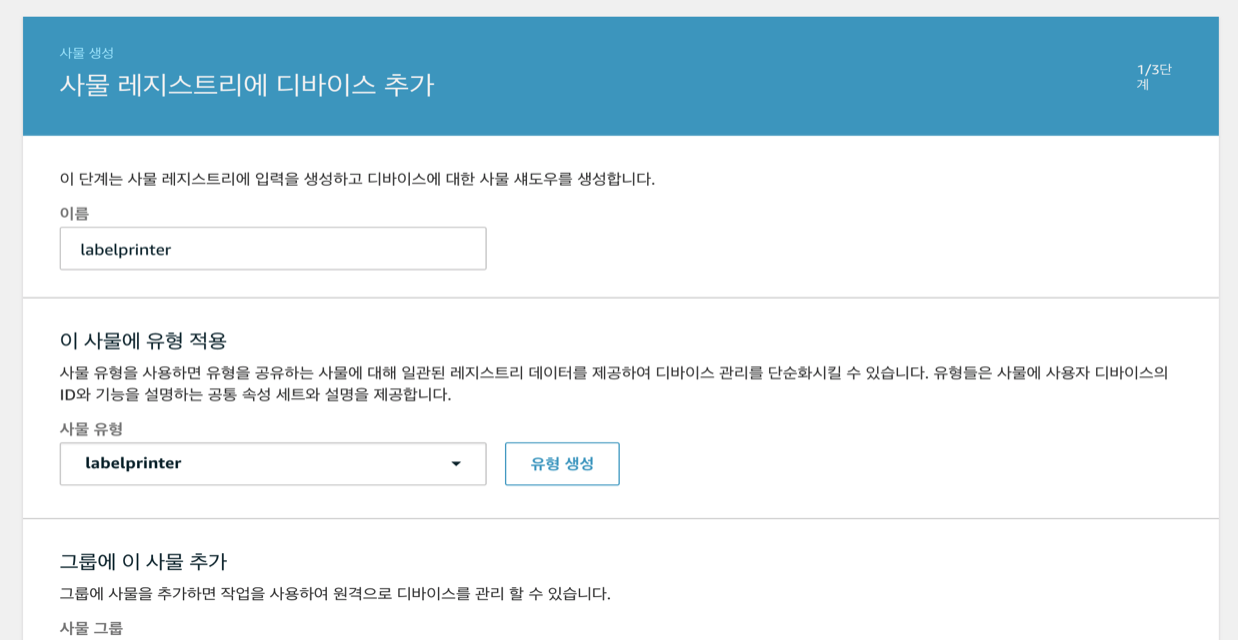 사물 생성
사물 레지스트리에 디바이스 추가
1/3단
계
이 단계는 사물 레지스트리에 입력을 생성하고 디바이스에 대한 사물 섀도우를 생성합니다.
이름
labelprinter
이 사물에 유형 적용
사물 유형을 사용하면 유형을 공유하는 사물에 대해 일관된 레지스트리 데이터를 제공하여 디바이스 관리를 단순화시킬 수 있습니다. 유형들은 사물에 사용자 디바이스의
ID와 기능을 설명하는 공통 속성 세트와 설명을 제공합니다.
사물 유형
labelprinter
유형 생성
그룹에 이 사물 추가
그룹에 사물을 추가하면 작업을 사용하여 원격으로 디바이스를 관리 할 수 있습니다.
사물 그룹